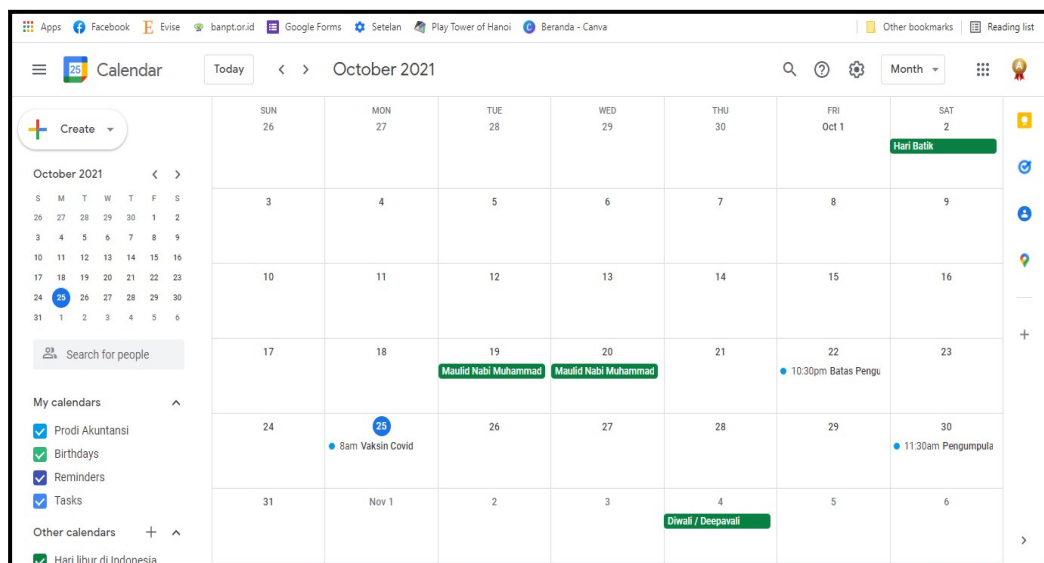 Apps Facebook Evise banpt.or.id Google Forms Setelan Play Tower of Hanoi Beranda - Canva Other bookmarks Reading list
25 Calendar Today October 2021 Month A
Create
October 2021
S M T W T F S
26 27 28 29 30 1 2
3 4 5 6 7 8 9
10 11 12 13 14 15 16
17 18 19 20 21 22 23
24 25 26 27 28 29 30
31 1 2 3 4 5 6
Search for people
My calendars
Prodi Akuntansi
Birthdays
Reminders
Tasks
Other calendars
Hari libur di Indonesia
SUN MON TUE WED THU FRI SAT
26 27 28 29 30 Oct 1 2
Hari Batik
3 4 5 6 7 8 9
10 11 12 13 14 15 16
17 18 19 20 21 22 23
Maulid Nabi Muhammad Maulid Nabi Muhammad 10:30pm Batas Pengu
24 25 26 27 28 29 30
8am Vaksin Covid 11:30am Pengumpula
31 Nov 1 2 3 4 5 6
Diwali / Deepavali